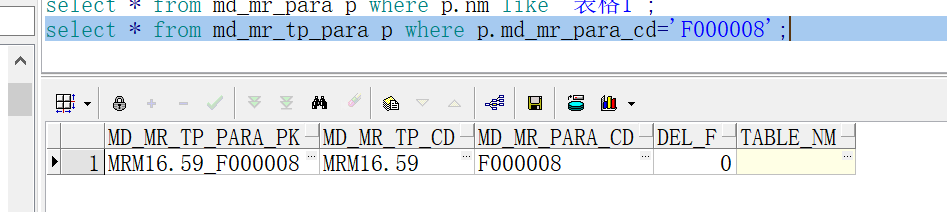 select * from md_mr_para p where p.nm like '表格1';
select * from md_mr_tp_para p where p.md_mr_para_cd='F000008';
MD_MR_TP_PARA_PK MD_MR_TP_CD MD_MR_PARA_CD DEL_F TABLE_NM
1 MRM16.59_F000008 ... MRM16.59 ... F000008 ... 0 ...